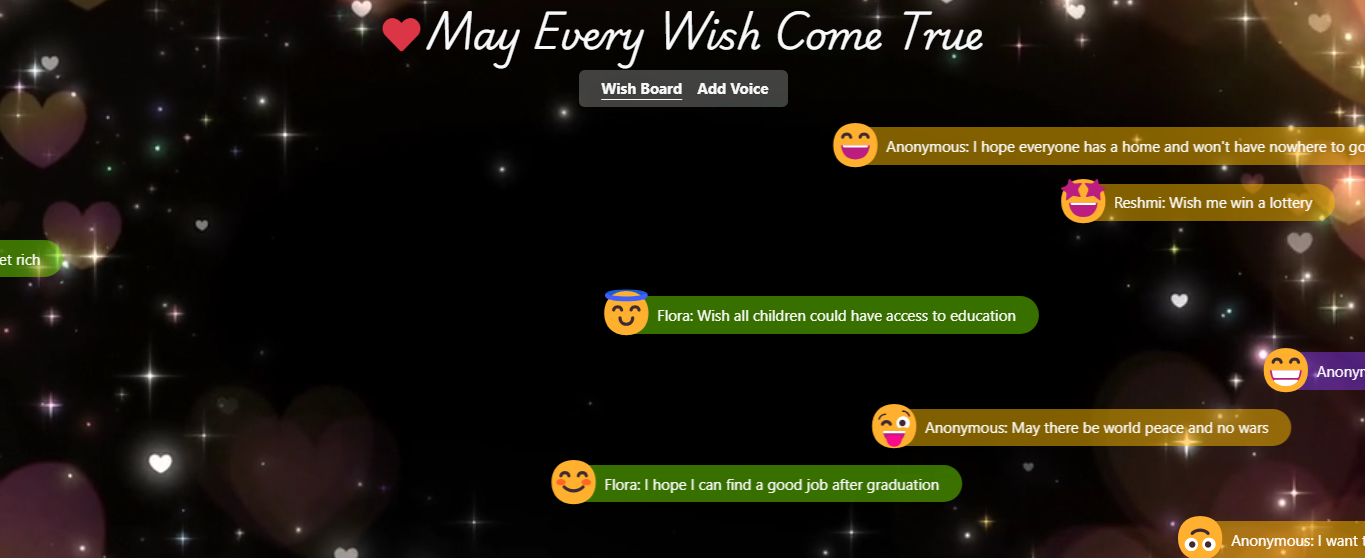 May Every Wish Come True
Wish Board Add Voice
Anonymous: I hope everyone has a home and won't have nowhere to go
Reshmi: Wish me win a lottery
rich
Flora: Wish all children could have access to education
Anonymous: May there be world peace and no wars
Flora: I hope I can find a good job after graduation
Anonymous: I want